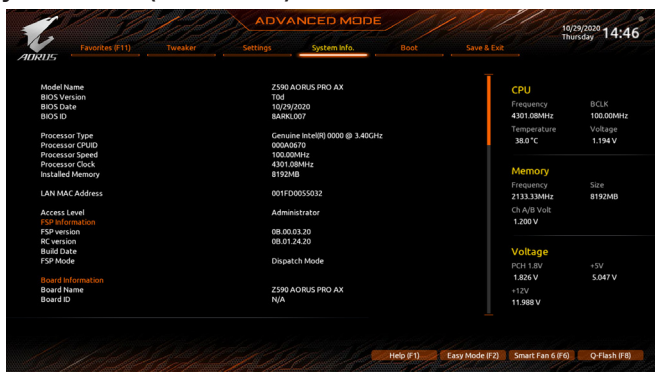 ADVANCED MODE
10/29/2020 Thursday 14:46
Favorites (F11) Tweaker Settings System Info. Boot Save & Exit
AORUS
Model Name Z590 AORUS PRO AX
BIOS Version T0d
BIOS Date 10/29/2020
BIOS ID 8ARKL007
Processor Type Genuine Intel(R) 0000 @ 3.40GHz
Processor CPUID 000A0670
Processor Speed 100.00MHz
Processor Clock 4301.08MHz
Installed Memory 8192MB
LAN MAC Address 001FD0055032
Access Level Administrator
FSP Information
FSP version 0B.00.03.20
RC version 0B.01.24.20
Build Date
FSP Mode Dispatch Mode
Board Information
Board Name Z590 AORUS PRO AX
Board ID N/A
CPU
Frequency BCLK
4301.08MHz 100.00MHz
Temperature Voltage
38.0 °C 1.194 V
Memory
Frequency Size
2133.33MHz 8192MB
Ch A/B Volt
1.200 V
Voltage
PCH 1.8V +5V
1.826 V 5.047 V
+12V
11.988 V
Help (F1) Easy Mode (F2) Smart Fan 6 (F6) Q-Flash (F8)